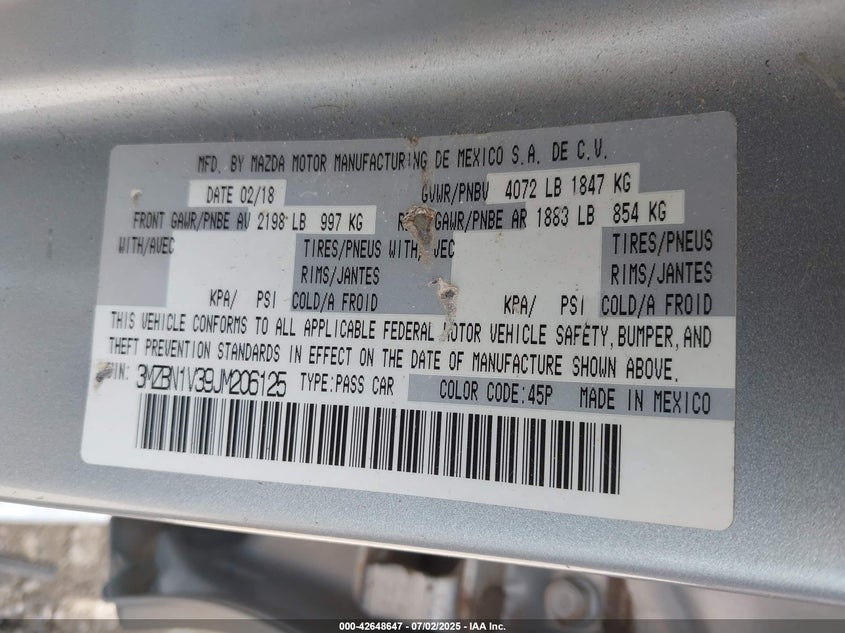 MFD. BY MAZDA MOTOR MANUFACTURING DE MEXICO S.A. DE C.V.
DATE 02/18 GVWR/PNBV 4072 LB 1847 KG
FRONT GAWR/PNBE AV 2198 LB 997 KG GAWR/PNBE AR 1883 LB 854 KG
WITH/AVEC TIRES/PNEUS WITH/ TIRES/PNEUS
RIMS/JANTES RIMS/JANTES
KPA/ PSI COLD/A FROID KPA/ PSI COLD/A FROID
THIS VEHICLE CONFORMS TO ALL APPLICABLE FEDERAL MOTOR VEHICLE SAFETY, BUMPER, AND
THEFT PREVENTION STANDARDS IN EFFECT ON THE DATE OF MANUFACTURE SHOWN ABOVE.
3MZBN1V39JM206125 TYPE:PASS CAR COLOR CODE:45P MADE IN MEXICO
000-42648647 / 07/02/2025 - IAA Inc.